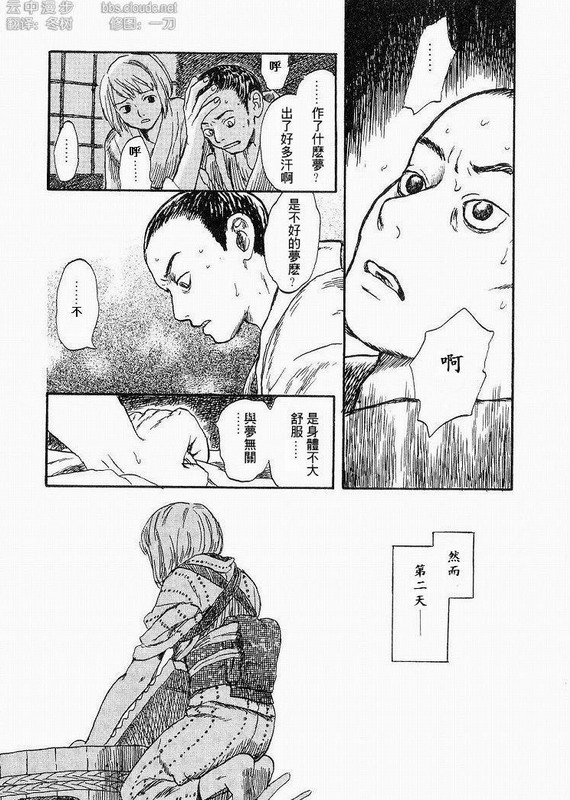 云中漫步 bbs.cloudc.net
翻译：冬树 修图：一刀
……
啊
呼
……作了什麼夢？
出了好多汗啊
呼……
……
是不好的夢麼？
……不
是身體不大
舒服……
與夢無關
然而
第二天——